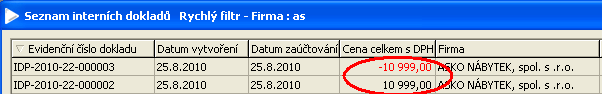 Seznam interních dokladů Rychlý filtr - Firma : as
Evidenční číslo dokladu Datum vytvoření Datum zaúčtování Cena celkem s DPH Firma
IDP-2010-22-000003 25.8.2010 25.8.2010 -10 999,00 ASKO NÁBYTEK, spol. s .r.o.
IDP-2010-22-000002 25.8.2010 25.8.2010 10 999,00 ASKO NÁBYTEK, spol. s .r.o.